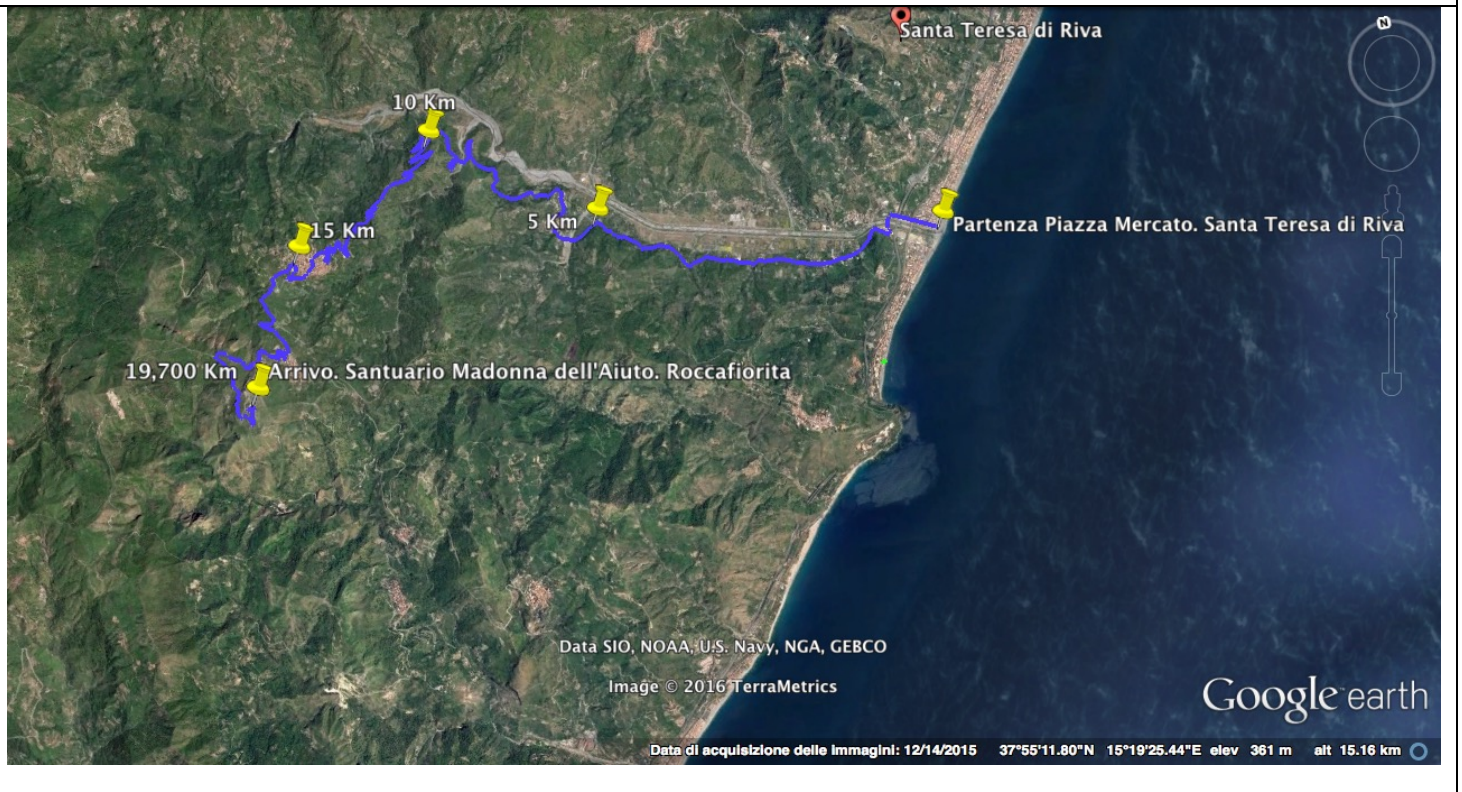 N
Santa Teresa di Riva
10 Km
5 Km
Partenza Piazza Mercato. Santa Teresa di Riva
15 Km
19,700 Km
Arrivo. Santuario Madonna dell'Aiuto. Roccafiorita
Data SIO, NOAA, U.S. Navy, NGA, GEBCO
Image © 2016 TerraMetrics
Google earth
Data di acquisizione delle immagini: 12/14/2015 37°55'11.80"N 15°19'25.44"E elev 361 m alt 15.16 km